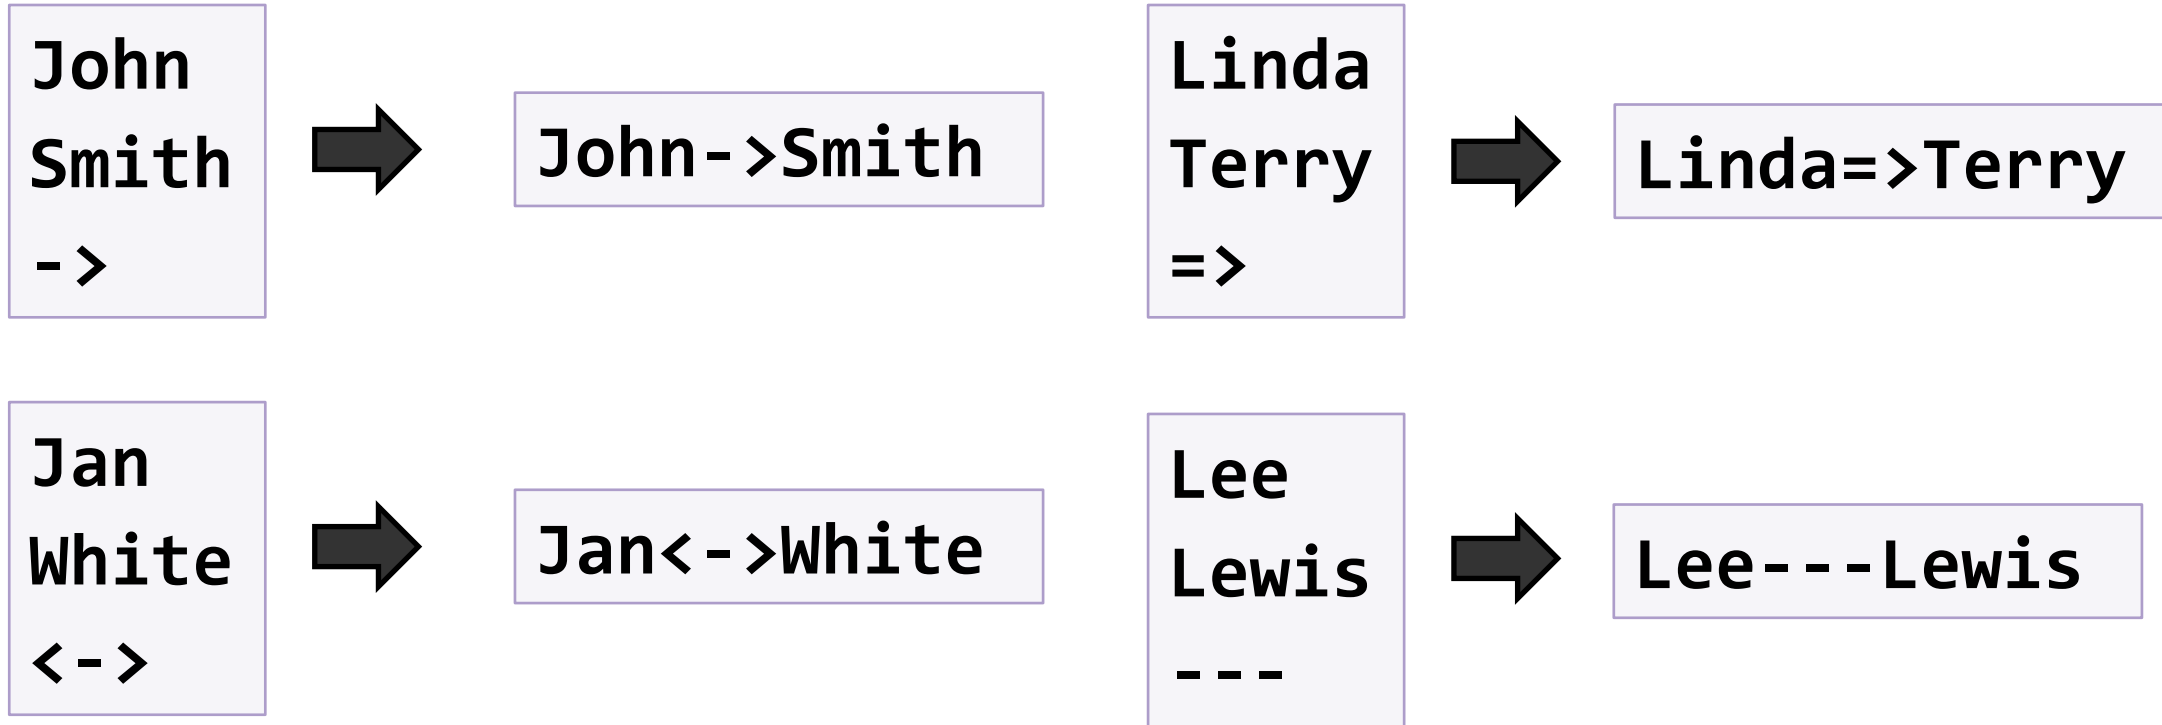 John
Smith
->
John->Smith
Linda
Terry
=>
Linda=>Terry
Jan
White
<->
Jan<->White
Lee
Lewis
---
Lee---Lewis